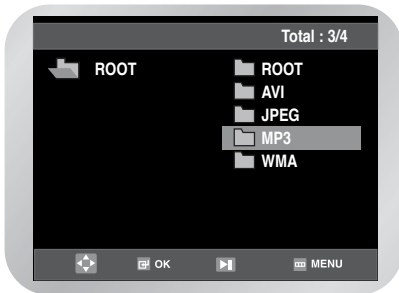 Total : 3/4
ROOT
ROOT
AVI
JPEG
MP3
WMA
OK MENU